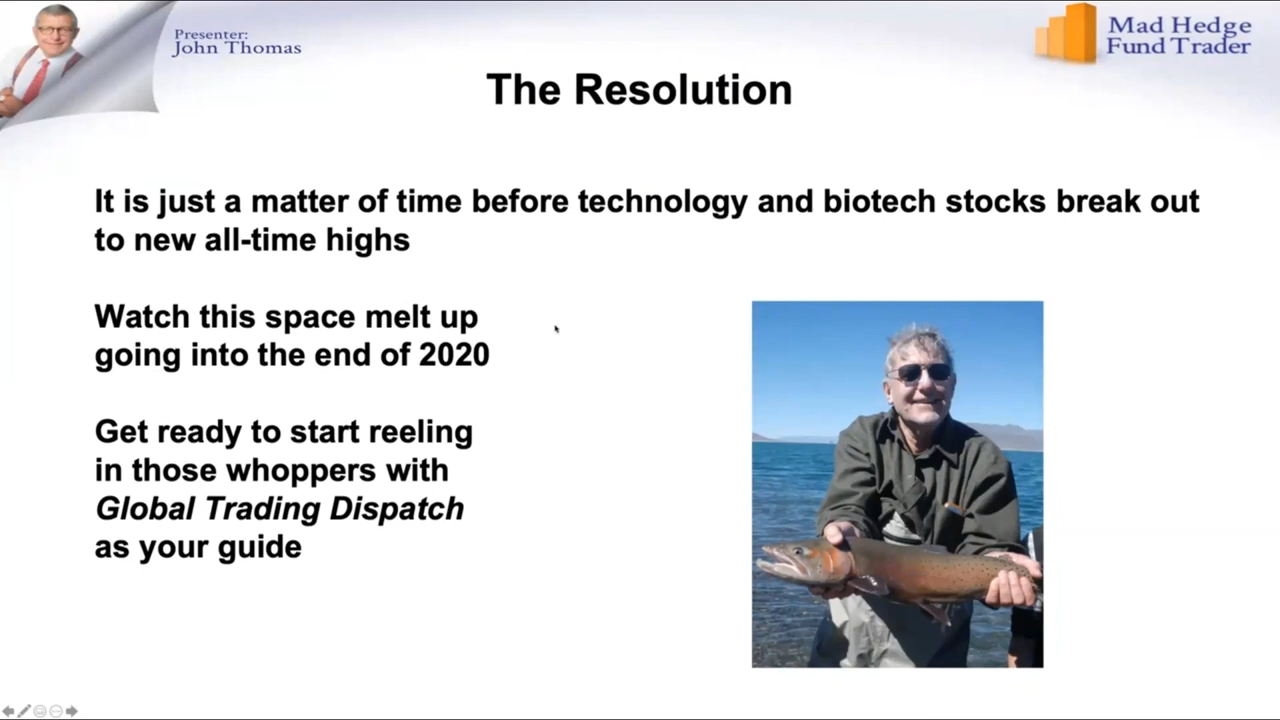 Presenter:
John Thomas
Mad Hedge
Fund Trader
The Resolution
It is just a matter of time before technology and biotech stocks break out
to new all-time highs
Watch this space melt up
going into the end of 2020
Get ready to start reeling
in those whoppers with
Global Trading Dispatch
as your guide